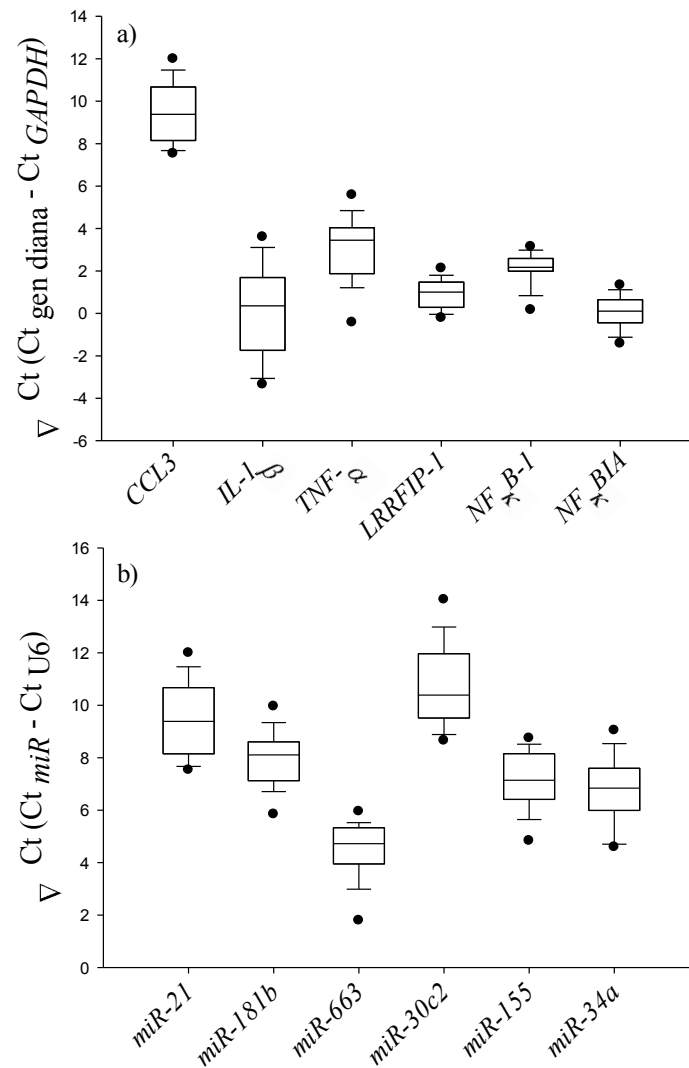 a)
∇ Ct (Ct gen diana - Ct GAPDH)
14
12
10
8
6
4
2
0
-2
-4
-6
CCL3
IL-1β
TNF-α
LRRFIP-1
NFκB-1
NFκBIA
b)
∇ Ct (Ct miR - Ct U6)
16
14
12
10
8
6
4
2
0
miR-21
miR-181b
miR-663
miR-30c2
miR-155
miR-34a